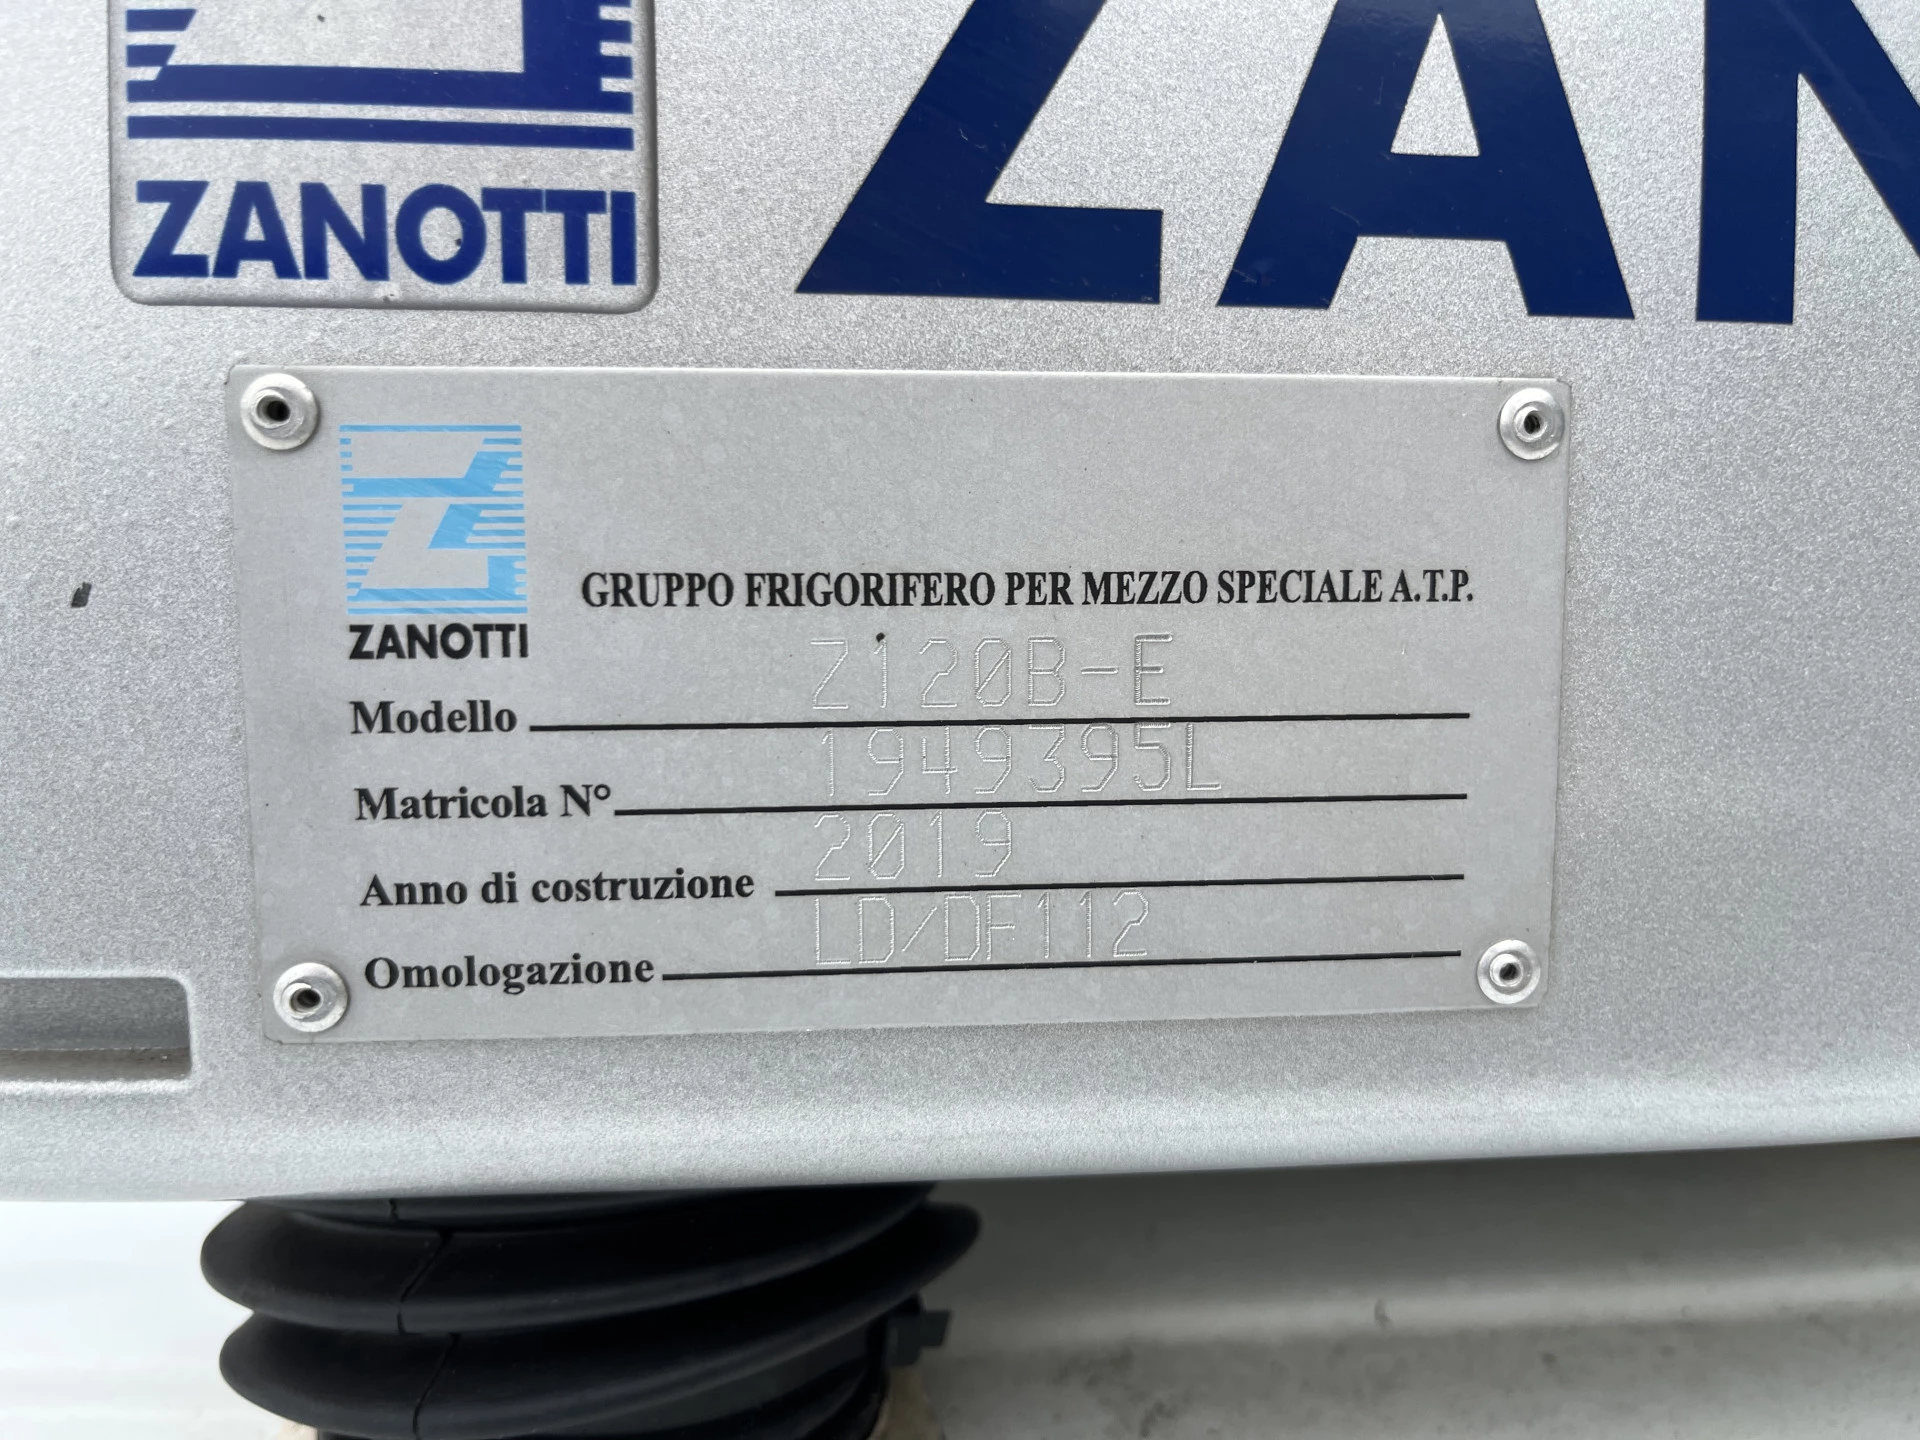 ZANOTTI
ZAN
ZANOTTI
GRUPPO FRIGORIFERO PER MEZZO SPECIALE A.T.P.
Modello Z120B-E
Matricola N° 1949395L
Anno di costruzione 2019
Omologazione LD/DF112